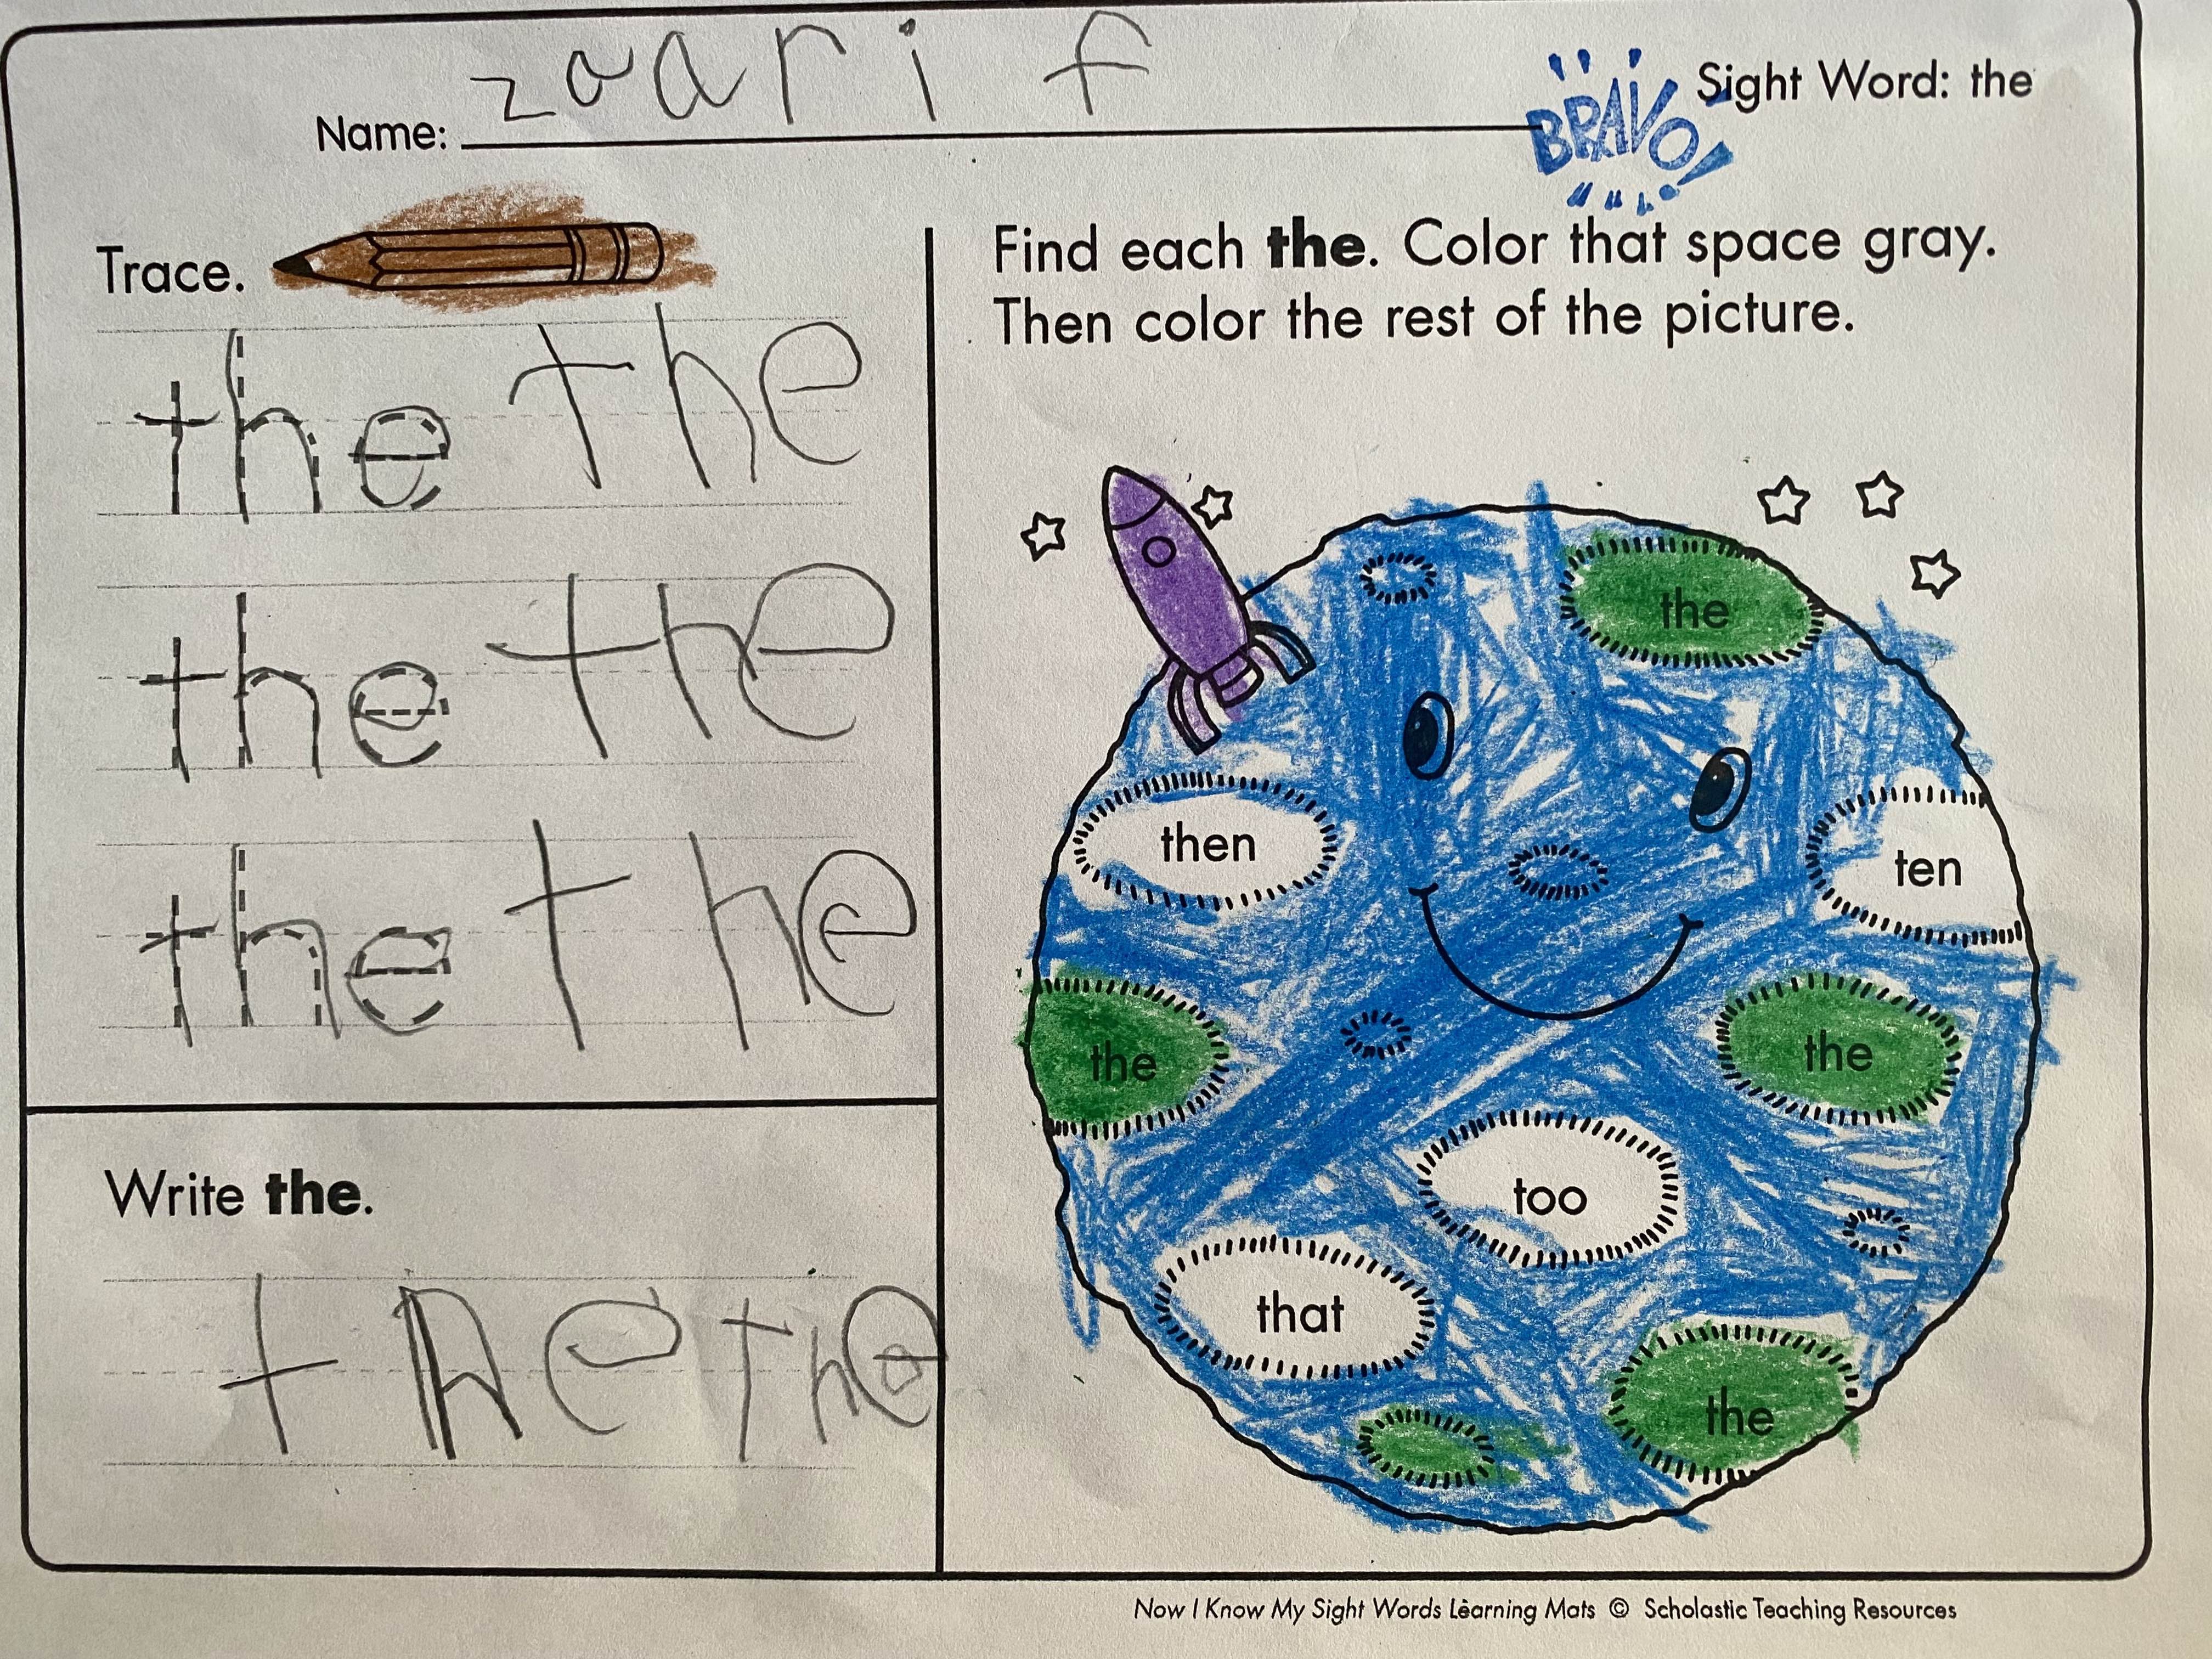 zoarif
Name:
Sight Word: the
BRAVO!
Trace.
the the
the the
the the
Write the.
the the
Find each the. Color that space gray.
Then color the rest of the picture.
the
then
ten
the
the
too
that
the
Now I Know My Sight Words Learning Mats © Scholastic Teaching Resources